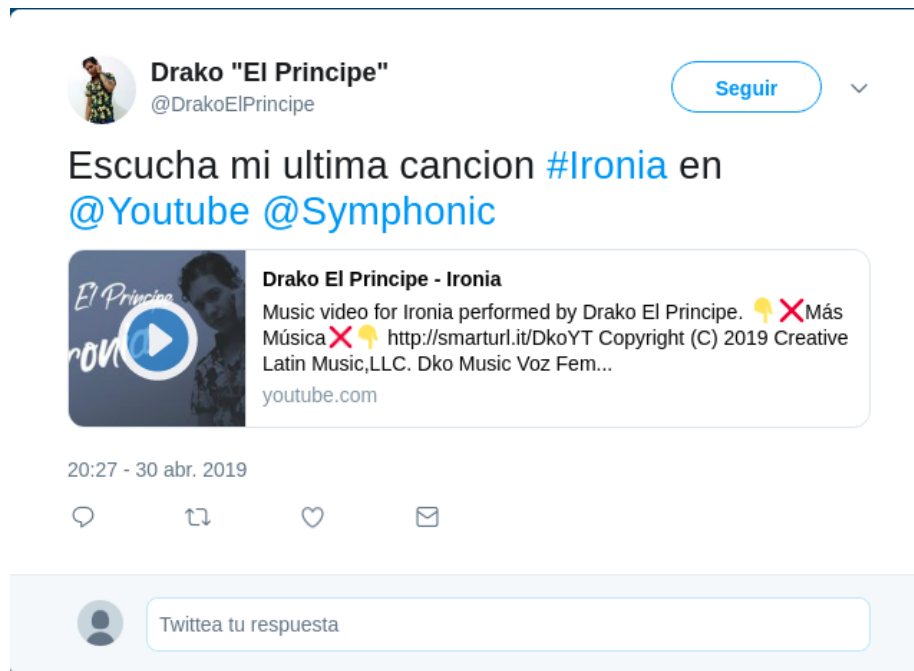 Drako "El Principe"
@DrakoElPrincipe
Seguir
Escucha mi ultima cancion #Ironia en
@Youtube @Symphonic
El Principe
Ironia
Drako El Principe - Ironia
Music video for Ironia performed by Drako El Principe. 👇❌Más
Música❌👇 http://smarturl.it/DkoYT Copyright (C) 2019 Creative
Latin Music,LLC. Dko Music Voz Fem...
youtube.com
20:27 - 30 abr. 2019
Twittea tu respuesta